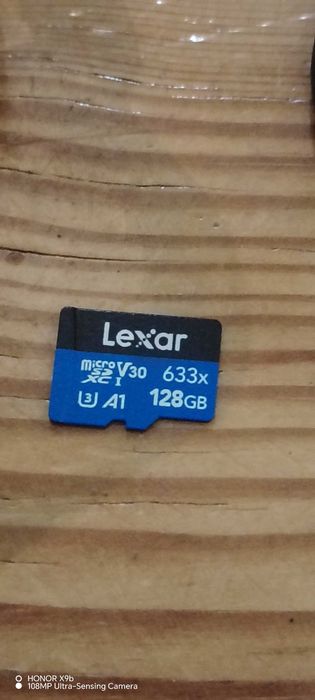 Lexar
micro SD XC I V30 633x
U3 A1 128GB
HONOR X9b
108MP Ultra-Sensing Camera